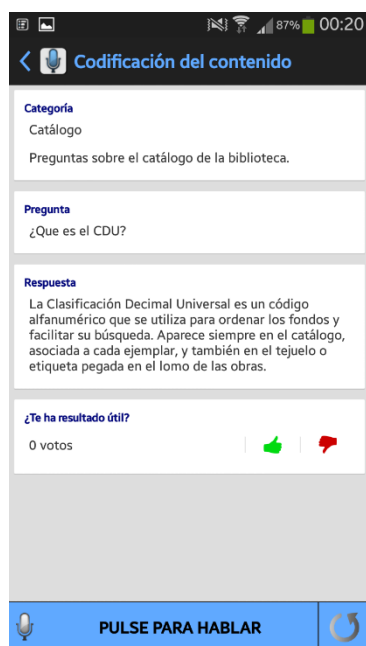 87% 00:20
Codificación del contenido
Categoría
Catálogo
Preguntas sobre el catálogo de la biblioteca.
Pregunta
¿Que es el CDU?
Respuesta
La Clasificación Decimal Universal es un código
alfanumérico que se utiliza para ordenar los fondos y
facilitar su búsqueda. Aparece siempre en el catálogo,
asociada a cada ejemplar, y también en el tejuelo o
etiqueta pegada en el lomo de las obras.
¿Te ha resultado útil?
0 votos
PULSE PARA HABLAR